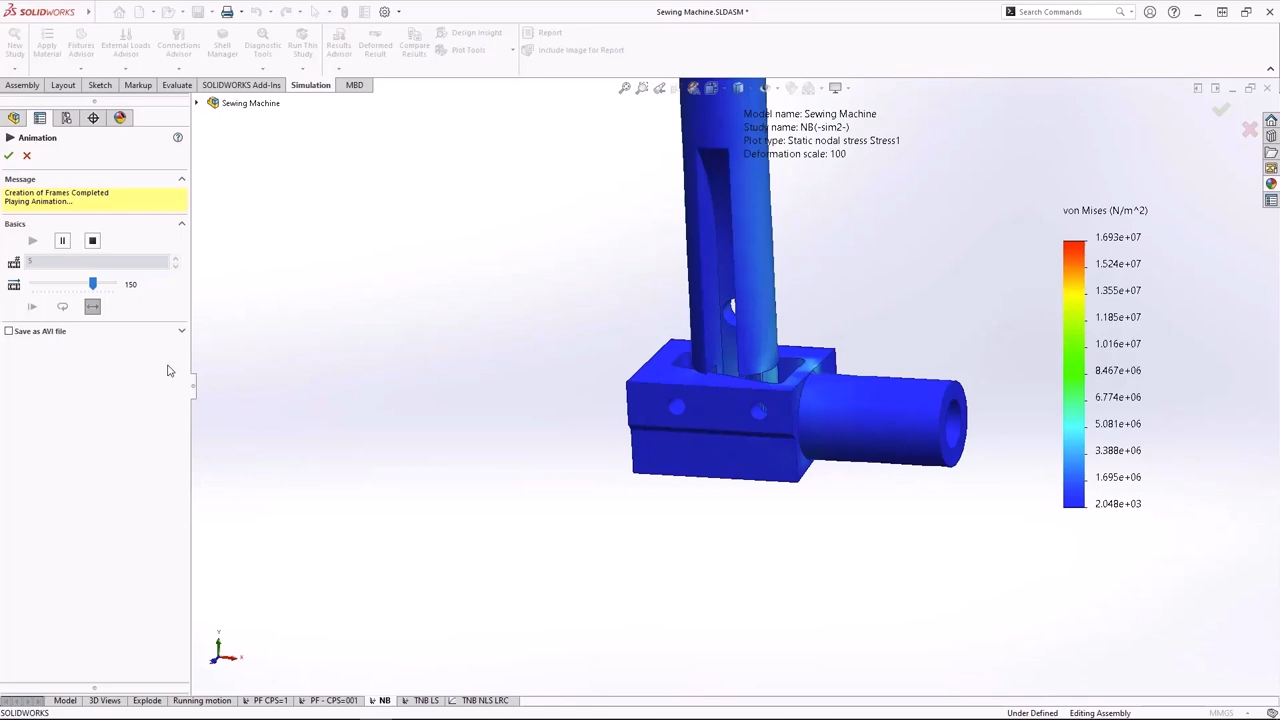 SOLIDWORKS
Sewing Machine.SLDASM *
Search Commands
New Study
Apply Material
Fixtures Advisor
External Loads Advisor
Connections Advisor
Shell Manager
Diagnostic Tools
Run This Study
Results Advisor
Deformed Result
Compare Results
Design Insight
Plot Tools
Report
Include Image for Report
Assembly
Layout
Sketch
Markup
Evaluate
SOLIDWORKS Add-Ins
Simulation
MBD
Sewing Machine
Animation
Message
Creation of Frames Completed
Playing Animation...
Basics
5
150
Save as AVI file
Model name: Sewing Machine
Study name: NB(-sim2-)
Plot type: Static nodal stress Stress1
Deformation scale: 100
von Mises (N/m^2)
1.693e+07
1.524e+07
1.355e+07
1.185e+07
1.016e+07
8.467e+06
6.774e+06
5.081e+06
3.388e+06
1.695e+06
2.048e+03
Y
X
Model
3D Views
Explode
Running motion
PF CPS=1
PF - CPS=001
NB
TNB LS
TNB NLS LRC
SOLIDWORKS
Under Defined
Editing Assembly
MMGS